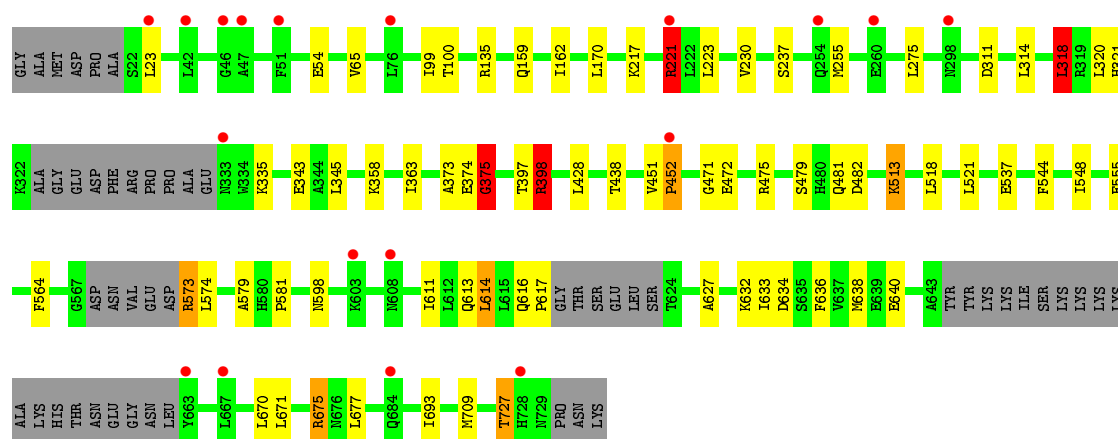 GLY ALA MET ASP PRO ALA S22 L23 L42 G46 A47 F51 E54 V65 L76 I99 T100 R135 Q159 I162 L170 K217 R221 L222 L223 V230 S237 Q254 M255 E260 L275 N298 D311 L314 L318 R319 L320 H321
K322 ALA GLY GLU ASP PHE ARG PRO PRO ALA GLU N333 W334 K335 E343 A344 L345 K358 I363 A373 E374 G375 T397 R398 L428 T438 V451 P452 G471 E472 R475 S479 H480 Q481 D482 K513 L518 L521 E537 F544 I548
F564 G567 ASP ASN VAL GLU ASP R573 L574 A579 H580 P581 N598 K603 N608 I611 L612 Q613 L614 L615 Q616 P617 GLY THR SER GLU LEU SER T624 A627 K632 I633 D634 S635 F636 V637 M638 E639 E640 A643 TYR TYR LYS LYS ILE SER LYS LYS LYS
ALA LYS HIS THR ASN GLU GLY ASN LEU Y663 L667 L670 L671 R675 N676 L677 Q684 I693 M709 T727 H728 N729 PRO ASN LYS